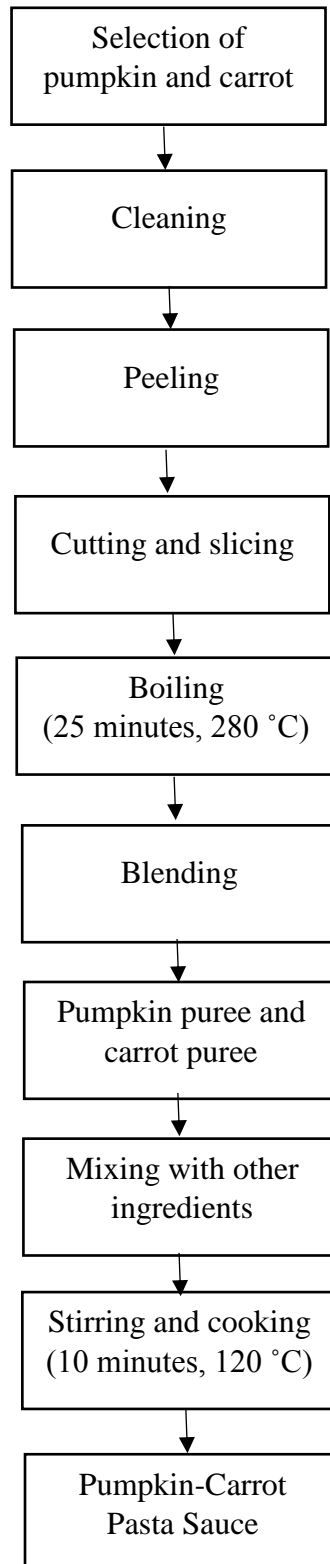 Selection of
pumpkin and carrot
Cleaning
Peeling
Cutting and slicing
Boiling
(25 minutes, 280 ˚C)
Blending
Pumpkin puree and
carrot puree
Mixing with other
ingredients
Stirring and cooking
(10 minutes, 120 ˚C)
Pumpkin-Carrot
Pasta Sauce